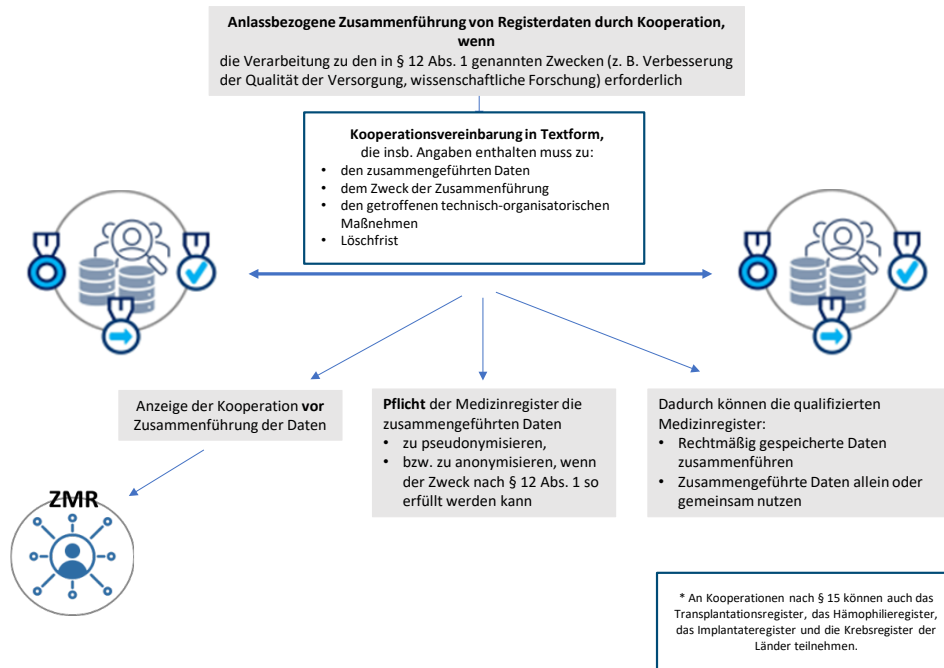 Anlassbezogene Zusammenführung von Registerdaten durch Kooperation,
wenn
die Verarbeitung zu den in § 12 Abs. 1 genannten Zwecken (z. B. Verbesserung
der Qualität der Versorgung, wissenschaftliche Forschung) erforderlich
Kooperationsvereinbarung in Textform,
die insb. Angaben enthalten muss zu:
• den zusammengeführten Daten
• dem Zweck der Zusammenführung
• den getroffenen technisch-organisatorischen
Maßnehmen
• Löschfrist
Anzeige der Kooperation vor
Zusammenführung der Daten
ZMR
Pflicht der Medizinregister die
zusammengeführten Daten
• zu pseudonymisieren,
• bzw. zu anonymisieren, wenn
der Zweck nach § 12 Abs. 1 so
erfüllt werden kann
Dadurch können die qualifizierten
Medizinregister:
• Rechtmäßig gespeicherte Daten
zusammenführen
• Zusammengeführte Daten allein oder
gemeinsam nutzen
* An Kooperationen nach § 15 können auch das
Transplantationsregister, das Hämophilieregister,
das Implantateregister und die Krebsregister der
Länder teilnehmen.